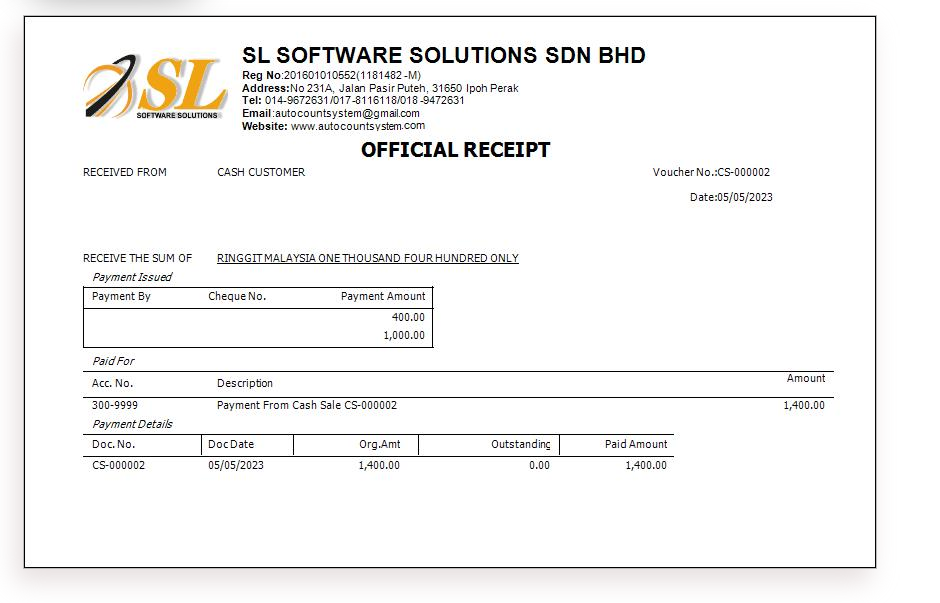 SL SOFTWARE SOLUTIONS SDN BHD
Reg No:201601010552(1181482-M)
Address:No 231A, Jalan Pasir Puteh, 31650 Ipoh Perak
Tel: 014-9672631/017-8116118/018-9472631
Email:autocountsystem@gmail.com
Website: www.autocountsystem.com
SL
SOFTWARE SOLUTIONS
OFFICIAL RECEIPT
RECEIVED FROM CASH CUSTOMER Voucher No.:CS-000002
Date:05/05/2023
RECEIVE THE SUM OF RINGGIT MALAYSIA ONE THOUSAND FOUR HUNDRED ONLY
Payment Issued
Payment By Cheque No. Payment Amount
400.00
1,000.00
Paid For
Acc. No. Description Amount
300-9999 Payment From Cash Sale CS-000002 1,400.00
Payment Details
Doc. No. Doc Date Org.Amt Outstanding Paid Amount
CS-000002 05/05/2023 1,400.00 0.00 1,400.00